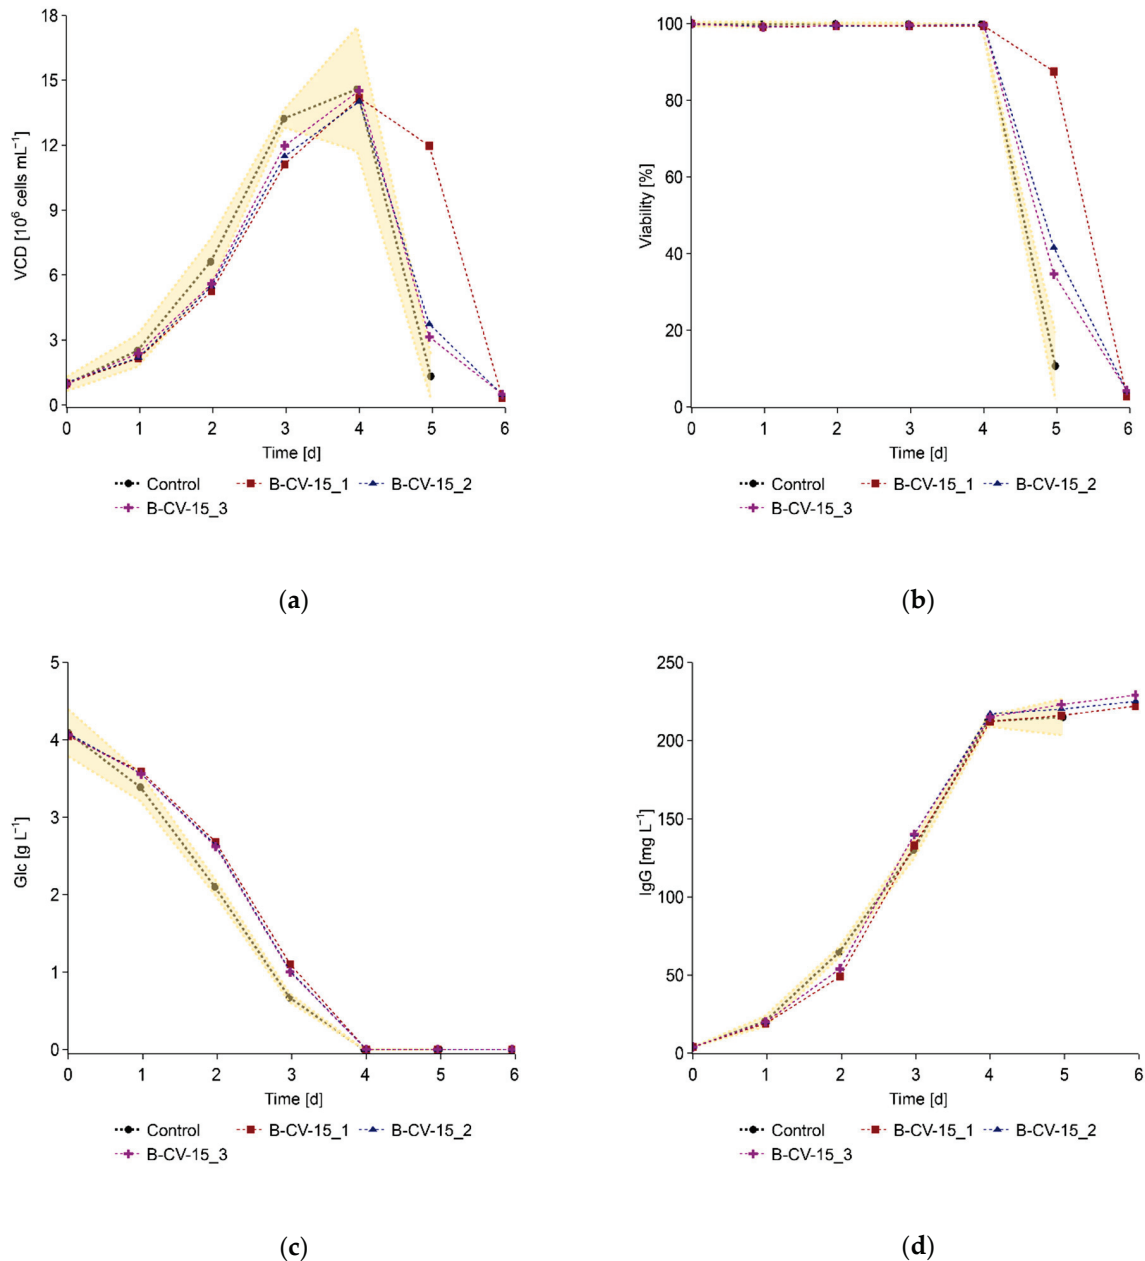 18
15
12
9
6
3
0
VCD [10⁶ cells mL⁻¹]
0 1 2 3 4 5 6
Time [d]
Control B-CV-15_1 B-CV-15_2
B-CV-15_3
(a)
100
80
60
40
20
0
Viability [%]
0 1 2 3 4 5 6
Time [d]
Control B-CV-15_1 B-CV-15_2
B-CV-15_3
(b)
5
4
3
2
1
0
Glc [g L⁻¹]
0 1 2 3 4 5 6
Time [d]
Control B-CV-15_1 B-CV-15_2
B-CV-15_3
(c)
250
200
150
100
50
0
IgG [mg L⁻¹]
0 1 2 3 4 5 6
Time [d]
Control B-CV-15_1 B-CV-15_2
B-CV-15_3
(d)